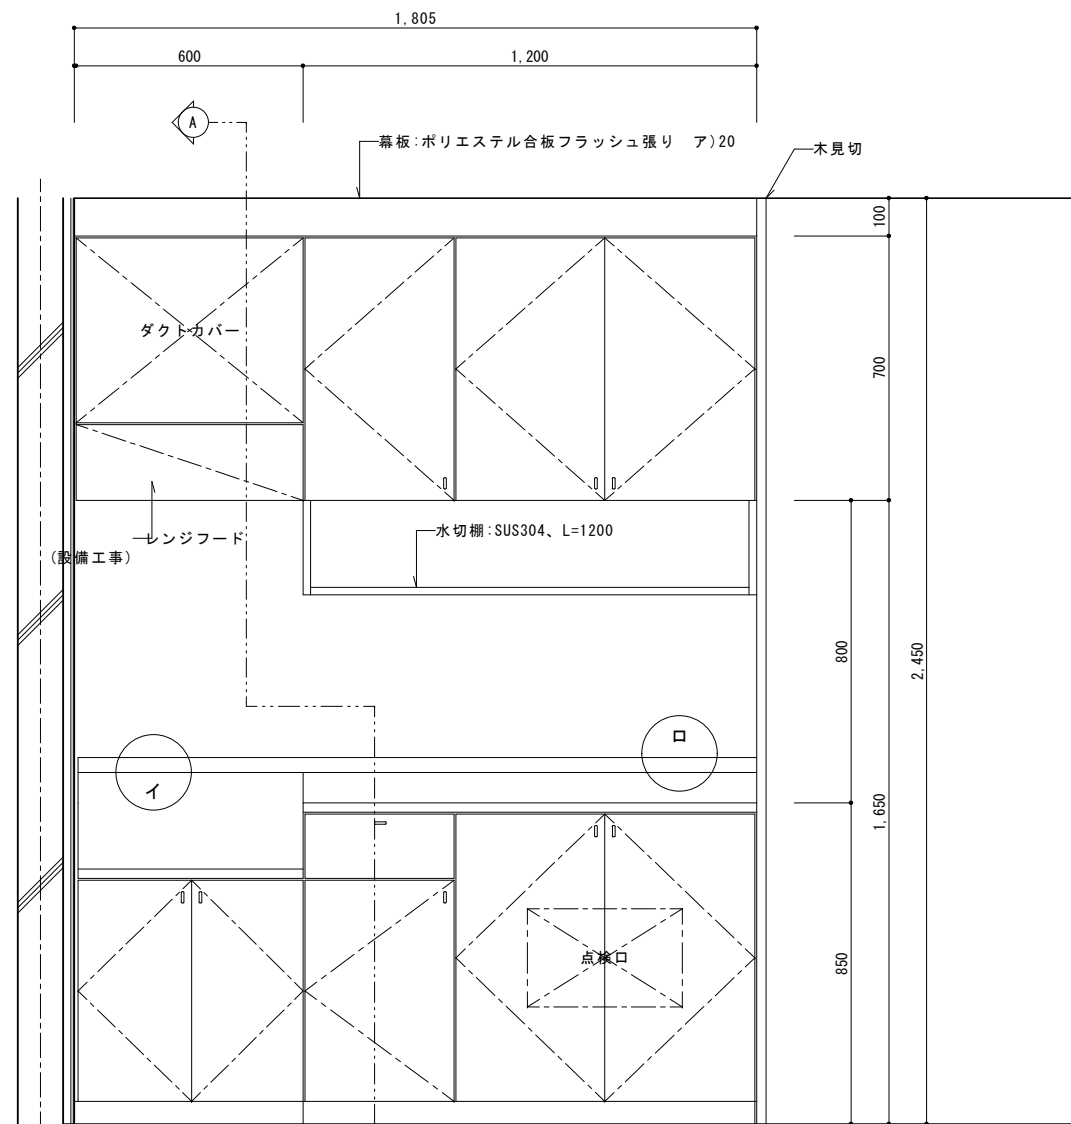 1,805
600
1,200
A
幕板:ポリエステル合板フラッシュ張り　ア)20
木見切
100
ダクトカバー
700
水切棚:SUS304、L=1200
レンジフード
(設備工事)
800
2,450
ロ
イ
1,650
点検口
850